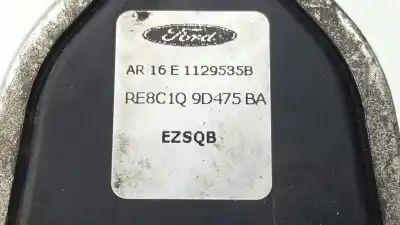 Ford
AR 16 E 1129535B
RE8C1Q 9D475 BA
EZSQB